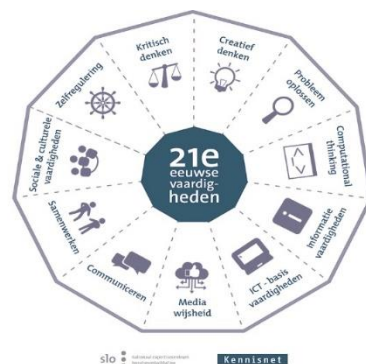 Kritisch
denken
Creatief
denken
Probleem
oplossen
Computational
thinking
Informatie
vaardigheden
ICT - basis
vaardigheden
Media
wijsheid
Communiceren
Samenwerken
Sociale & culturele
vaardigheden
Zelfregulering
21e
eeuwse
vaardig-
heden
slo
Kennisnet